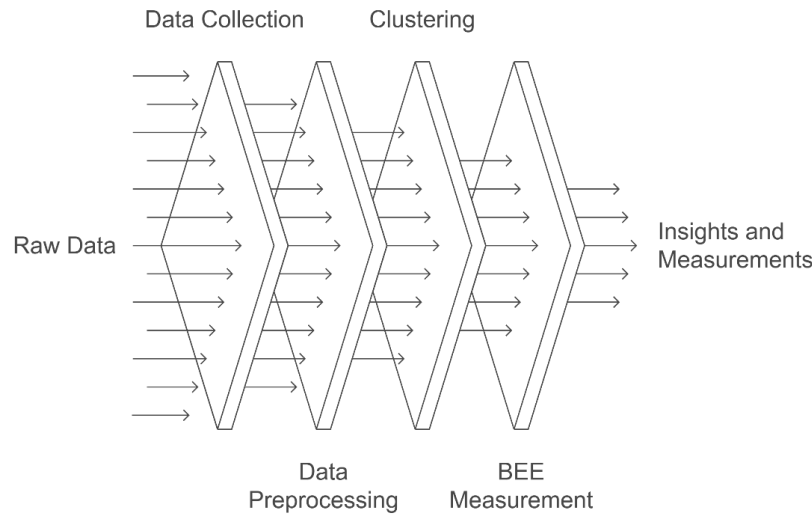 Data Collection
Clustering
Raw Data
Insights and
Measurements
Data
Preprocessing
BEE
Measurement